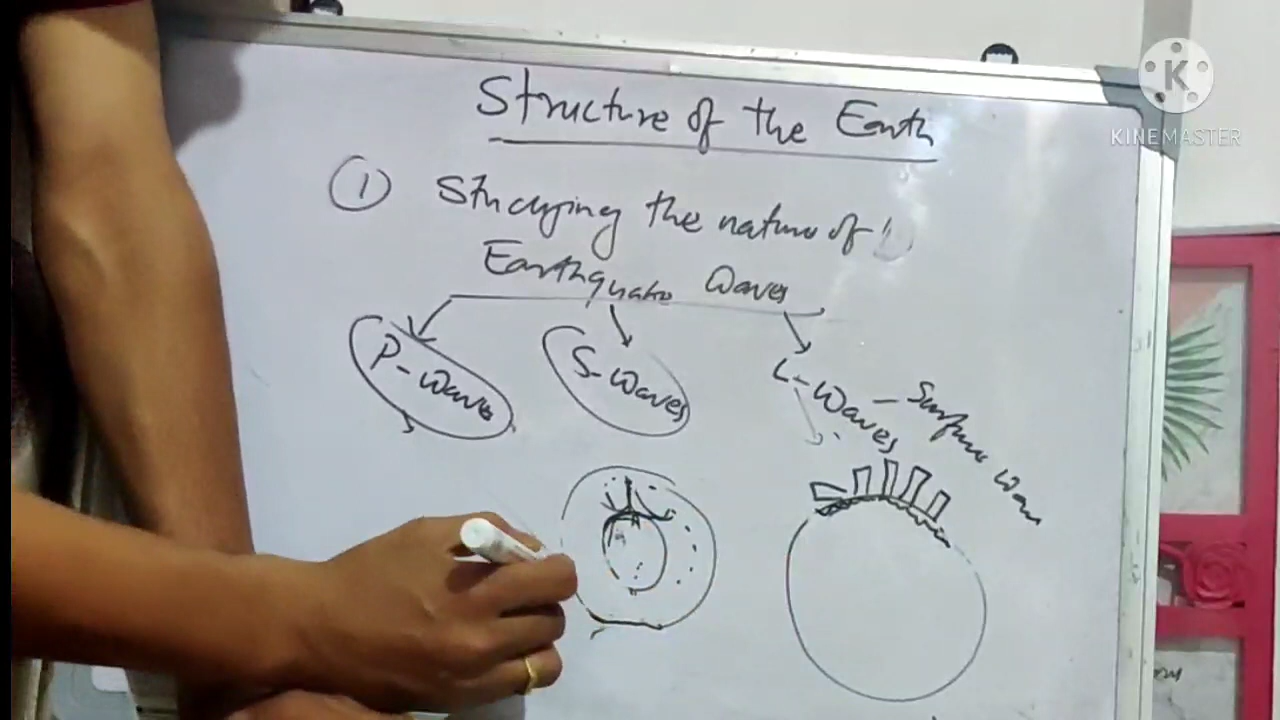 Structure of the Earth
① Studying the nature of
Earthquake Waves
P-Waves
S-Waves
L-Waves - Surface Wave
K
KINEMASTER